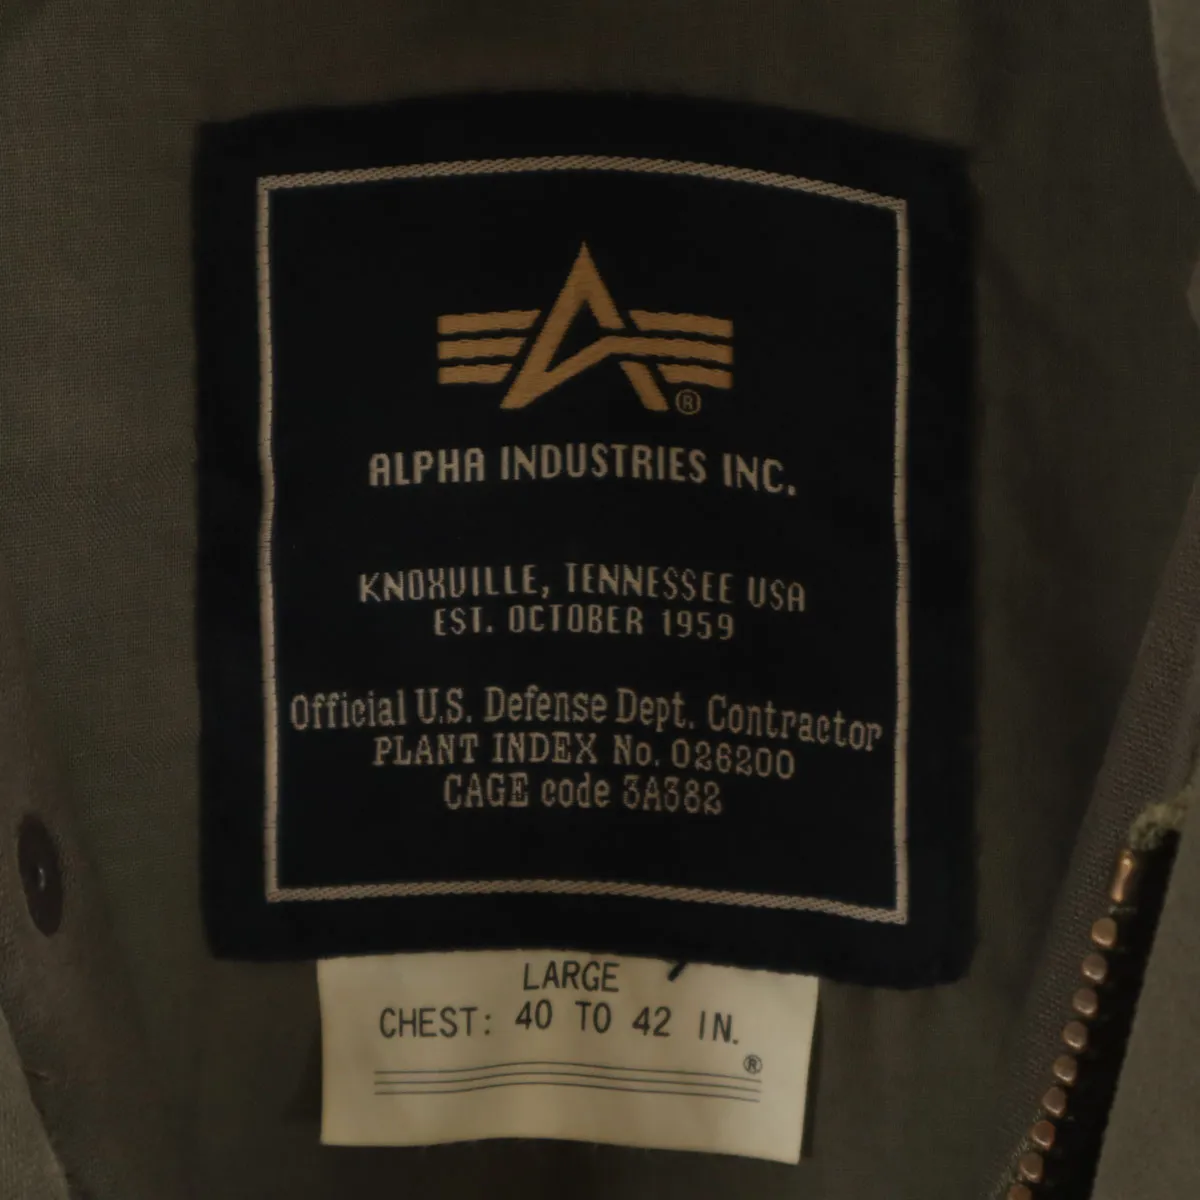 ®
ALPHA INDUSTRIES INC.
KNOXVILLE, TENNESSEE USA
EST. OCTOBER 1959
Official U.S. Defense Dept. Contractor
PLANT INDEX No. 026200
CAGE code 3A382
LARGE
CHEST: 40 TO 42 IN.
®